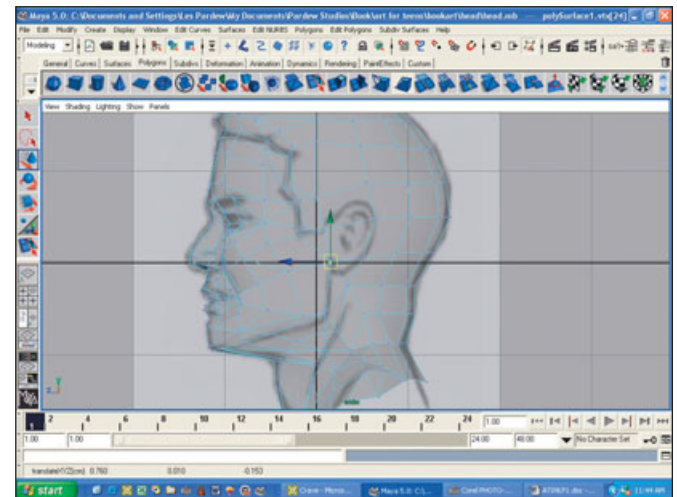 Maya 5.0: C:\Documents and Settings\Les Pardew\My Documents\Pardew Studios\Book\art for teens\bookart\head\head.mb ---- polySurface1.vtx[24]
File Edit Modify Create Display Window Edit Curves Surfaces Edit NURBS Polygons Edit Polygons Subdiv Surfaces Help
Modeling
General Curves Surfaces Polygons Subdivs Deformation Animation Dynamics Rendering PaintEffects Custom
View Shading Lighting Show Panels
side
2 4 6 8 10 12 14 16 18 20 22 24 1.00
1
1.00 1.00 24.00 48.00 No Character Set
translateXYZ(cm) 0.760 0.010 -0.153
start Maya 5.0: C:\... Corel PHOTO-... 11:44 AM